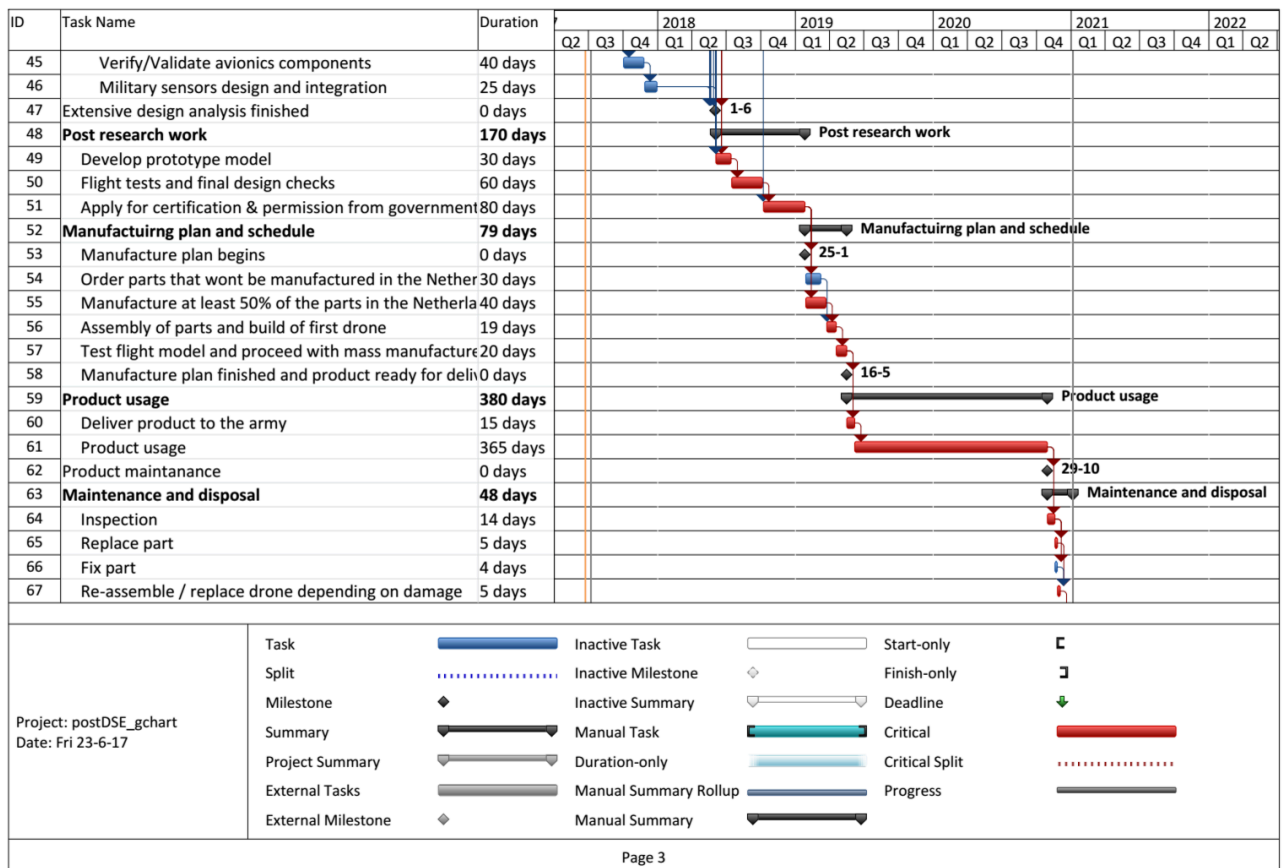 ID Task Name Duration 7 2018 2019 2020 2021 2022
Q2 Q3 Q4 Q1 Q2 Q3 Q4 Q1 Q2 Q3 Q4 Q1 Q2 Q3 Q4 Q1 Q2 Q3 Q4 Q1 Q2
45 Verify/Validate avionics components 40 days
46 Military sensors design and integration 25 days
47 Extensive design analysis finished 0 days 1-6
48 Post research work 170 days Post research work
49 Develop prototype model 30 days
50 Flight tests and final design checks 60 days
51 Apply for certification & permission from government 80 days
52 Manufactuirng plan and schedule 79 days Manufactuirng plan and schedule
53 Manufacture plan begins 0 days 25-1
54 Order parts that wont be manufactured in the Nether 30 days
55 Manufacture at least 50% of the parts in the Netherla 40 days
56 Assembly of parts and build of first drone 19 days
57 Test flight model and proceed with mass manufacture 20 days
58 Manufacture plan finished and product ready for deliv 0 days 16-5
59 Product usage 380 days Product usage
60 Deliver product to the army 15 days
61 Product usage 365 days
62 Product maintanance 0 days 29-10
63 Maintenance and disposal 48 days Maintenance and disposal
64 Inspection 14 days
65 Replace part 5 days
66 Fix part 4 days
67 Re-assemble / replace drone depending on damage 5 days
Project: postDSE_gchart
Date: Fri 23-6-17
Task Inactive Task Start-only
Split Inactive Milestone Finish-only
Milestone Inactive Summary Deadline
Summary Manual Task Critical
Project Summary Duration-only Critical Split
External Tasks Manual Summary Rollup Progress
External Milestone Manual Summary
Page 3